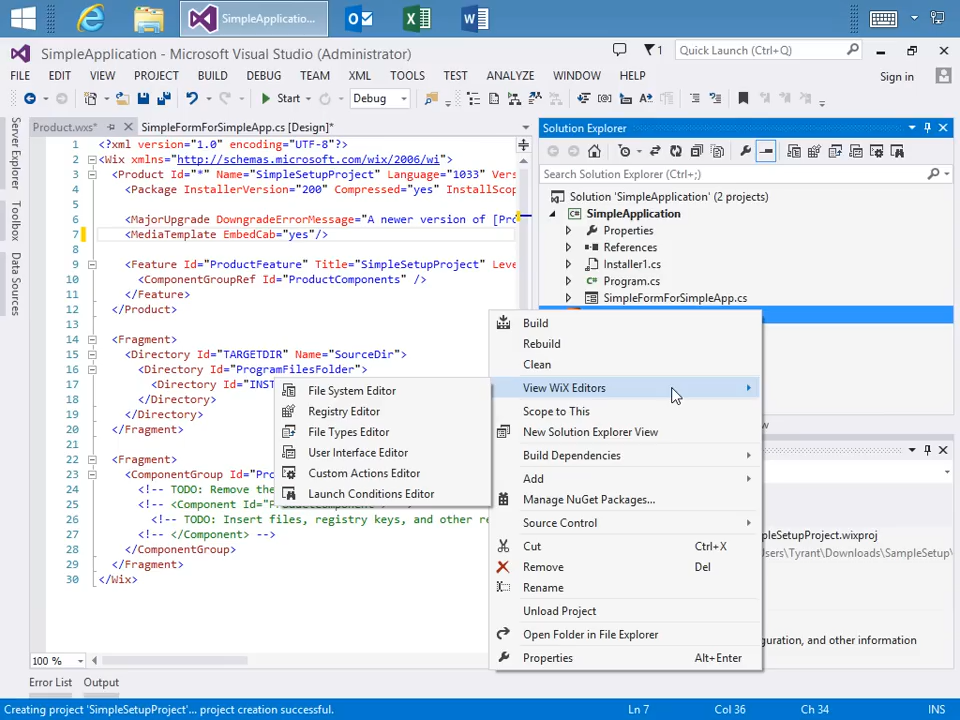 SimpleApplicatio...
SimpleApplication - Microsoft Visual Studio (Administrator)
1
Quick Launch (Ctrl+Q)
FILE EDIT VIEW PROJECT BUILD DEBUG TEAM XML TOOLS TEST ANALYZE WINDOW HELP
Sign in
Start
Debug
Server Explorer
Toolbox
Data Sources
Product.wxs*
SimpleFormForSimpleApp.cs [Design]*
1 <?xml version="1.0" encoding="UTF-8"?>
2 <Wix xmlns="http://schemas.microsoft.com/wix/2006/wi">
3 <Product Id="*" Name="SimpleSetupProject" Language="1033" Vers
4 <Package InstallerVersion="200" Compressed="yes" InstallScop
5
6 <MajorUpgrade DowngradeErrorMessage="A newer version of [Pro
7 <MediaTemplate EmbedCab="yes"/>
8
9 <Feature Id="ProductFeature" Title="SimpleSetupProject" Leve
10 <ComponentGroupRef Id="ProductComponents" />
11 </Feature>
12 </Product>
13
14 <Fragment>
15 <Directory Id="TARGETDIR" Name="SourceDir">
16 <Directory Id="ProgramFilesFolder">
17 <Directory Id="INST
18 </Directory>
19 </Directory>
20 </Fragment>
21
22 <Fragment>
23 <ComponentGroup Id="Pro
24 <!-- TODO: Remove the
25 <!-- <Component Id="
26 <!-- TODO: Insert files, registry keys, and other re
27 <!-- </Component> -->
28 </ComponentGroup>
29 </Fragment>
30 </Wix>
100 %
File System Editor
Registry Editor
File Types Editor
User Interface Editor
Custom Actions Editor
Launch Conditions Editor
Build
Rebuild
Clean
View WiX Editors
Scope to This
New Solution Explorer View
Build Dependencies
Add
Manage NuGet Packages...
Source Control
Cut Ctrl+X
Remove Del
Rename
Unload Project
Open Folder in File Explorer
Properties Alt+Enter
Solution Explorer
Search Solution Explorer (Ctrl+;)
Solution 'SimpleApplication' (2 projects)
SimpleApplication
Properties
References
Installer1.cs
Program.cs
SimpleFormForSimpleApp.cs
pleSetupProject.wixproj
Users\Tyrant\Downloads\SampleSetup\
guration, and other information
Error List Output
Creating project 'SimpleSetupProject'... project creation successful.
Ln 7 Col 36 Ch 34 INS